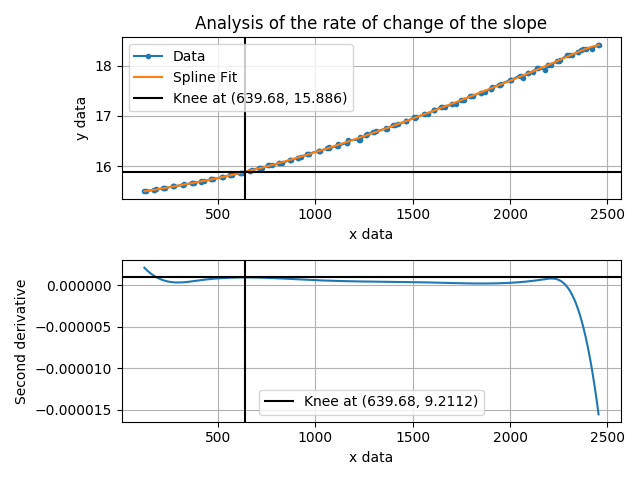 Analysis of the rate of change of the slope
Data
Spline Fit
Knee at (639.68, 15.886)
18
17
16
y data
500 1000 1500 2000 2500
x data
0.000000
−0.000005
−0.000010
−0.000015
Second derivative
Knee at (639.68, 9.2112)
500 1000 1500 2000 2500
x data